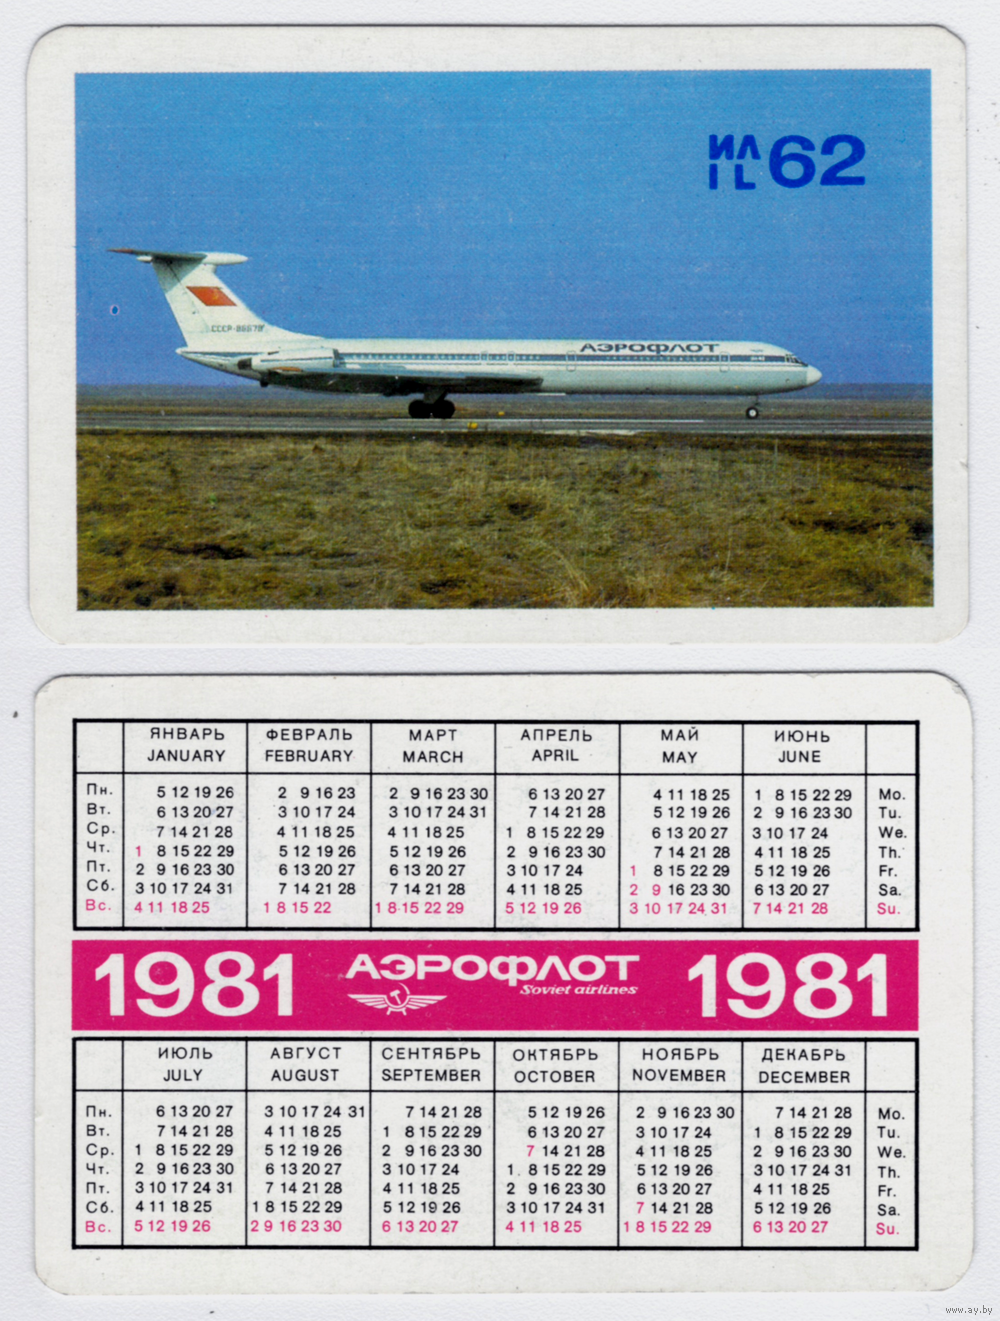 ИЛ 62
IL
АЭРОФЛОТ
ЯНВАРЬ ФЕВРАЛЬ МАРТ АПРЕЛЬ МАЙ ИЮНЬ
JANUARY FEBRUARY MARCH APRIL MAY JUNE
Пн. 5 12 19 26 2 9 16 23 2 9 16 23 30 6 13 20 27 4 11 18 25 1 8 15 22 29 Mo.
Вт. 6 13 20 27 3 10 17 24 3 10 17 24 31 7 14 21 28 5 12 19 26 2 9 16 23 30 Tu.
Ср. 7 14 21 28 4 11 18 25 4 11 18 25 1 8 15 22 29 6 13 20 27 3 10 17 24 We.
Чт. 1 8 15 22 29 5 12 19 26 5 12 19 26 2 9 16 23 30 7 14 21 28 4 11 18 25 Th.
Пт. 2 9 16 23 30 6 13 20 27 6 13 20 27 3 10 17 24 1 8 15 22 29 5 12 19 26 Fr.
Сб. 3 10 17 24 31 7 14 21 28 7 14 21 28 4 11 18 25 2 9 16 23 30 6 13 20 27 Sa.
Вс. 4 11 18 25 1 8 15 22 1 8 15 22 29 5 12 19 26 3 10 17 24 31 7 14 21 28 Su.
1981 АЭРОФЛОТ 1981
Soviet airlines
ИЮЛЬ АВГУСТ СЕНТЯБРЬ ОКТЯБРЬ НОЯБРЬ ДЕКАБРЬ
JULY AUGUST SEPTEMBER OCTOBER NOVEMBER DECEMBER
Пн. 6 13 20 27 3 10 17 24 31 7 14 21 28 5 12 19 26 2 9 16 23 30 7 14 21 28 Mo.
Вт. 7 14 21 28 4 11 18 25 1 8 15 22 29 6 13 20 27 3 10 17 24 1 8 15 22 29 Tu.
Ср. 1 8 15 22 29 5 12 19 26 2 9 16 23 30 7 14 21 28 4 11 18 25 2 9 16 23 30 We.
Чт. 2 9 16 23 30 6 13 20 27 3 10 17 24 1 8 15 22 29 5 12 19 26 3 10 17 24 31 Th.
Пт. 3 10 17 24 31 7 14 21 28 4 11 18 25 2 9 16 23 30 6 13 20 27 4 11 18 25 Fr.
Сб. 4 11 18 25 1 8 15 22 29 5 12 19 26 3 10 17 24 31 7 14 21 28 5 12 19 26 Sa.
Вс. 5 12 19 26 2 9 16 23 30 6 13 20 27 4 11 18 25 1 8 15 22 29 6 13 20 27 Su.
www.ay.by